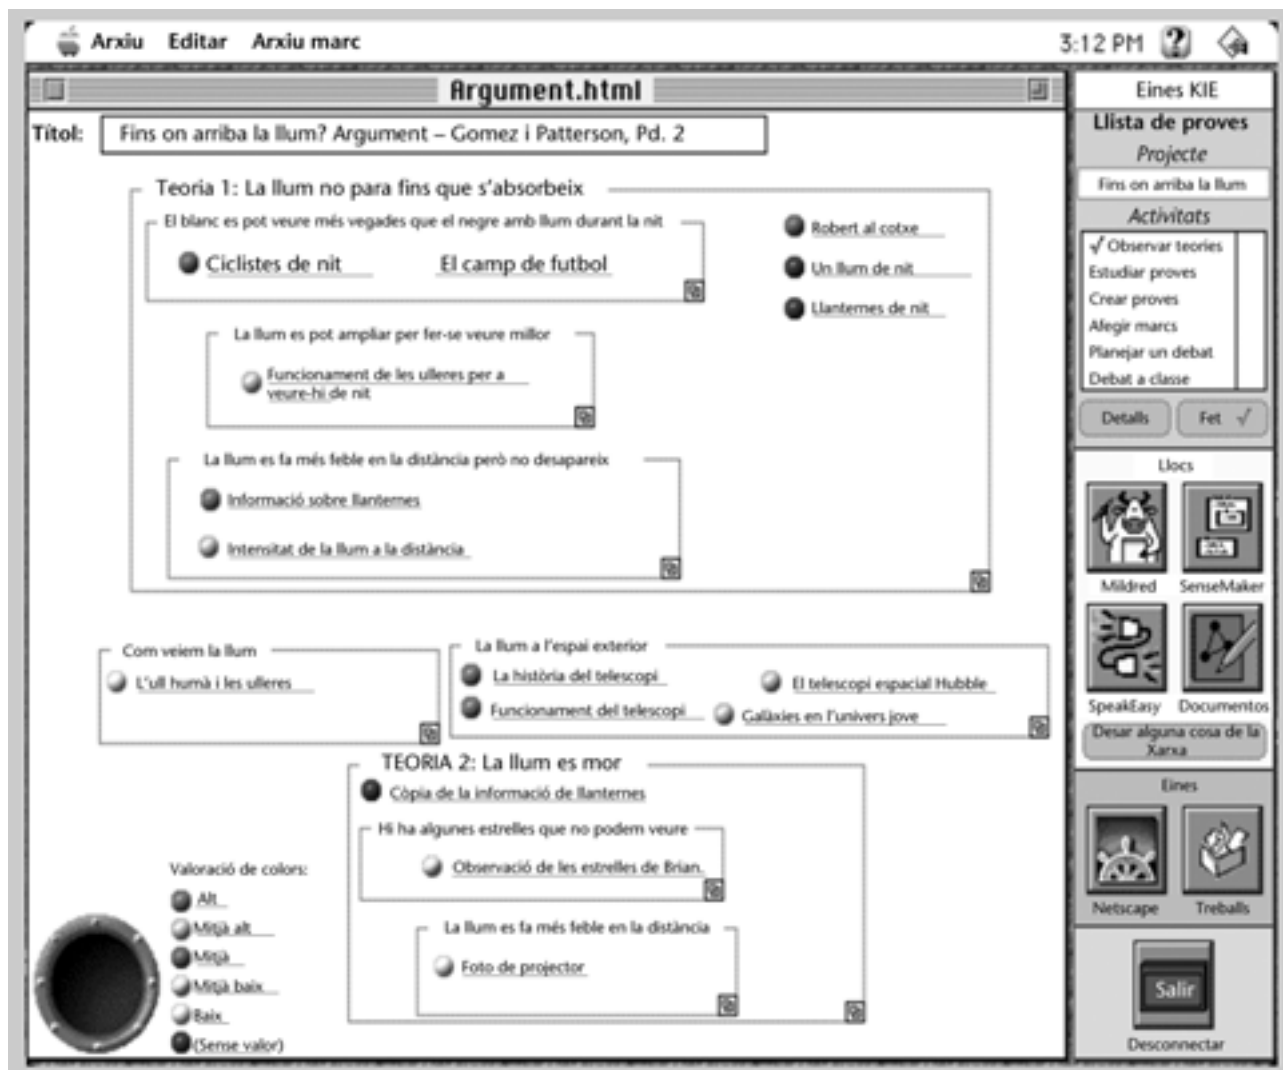 Arxiu Editar Arxiu marc
3:12 PM
Argument.html
Títol: Fins on arriba la llum? Argument – Gomez i Patterson, Pd. 2
Teoria 1: La llum no para fins que s'absorbeix
El blanc es pot veure més vegades que el negre amb llum durant la nit
Ciclistes de nit El camp de futbol
Robert al cotxe
Un llum de nit
Llanternes de nit
La llum es pot ampliar per fer-se veure millor
Funcionament de les ulleres per a
veure-hi de nit
La llum es fa més feble en la distància però no desapareix
Informació sobre llanternes
Intensitat de la llum a la distància
Com veiem la llum
L'ull humà i les ulleres
La llum a l'espai exterior
La història del telescopi
El telescopi espacial Hubble
Funcionament del telescopi
Galàxies en l'univers jove
TEORIA 2: La llum es mor
Còpia de la informació de llanternes
Hi ha algunes estrelles que no podem veure
Observació de les estrelles de Brian.
La llum es fa més feble en la distància
Foto de projector
Valoració de colors:
Alt
Mitjà alt
Mitjà
Mitjà baix
Baix
(Sense valor)
Eines KIE
Llista de proves
Projecte
Fins on arriba la llum
Activitats
√ Observar teories
Estudiar proves
Crear proves
Afegir marcs
Planejar un debat
Debat a classe
Detalls Fet √
Llocs
Mildred SenseMaker
SpeakEasy Documentos
Desar alguna cosa de la
Xarxa
Eines
Netscape Treballs
Salir
Desconnectar